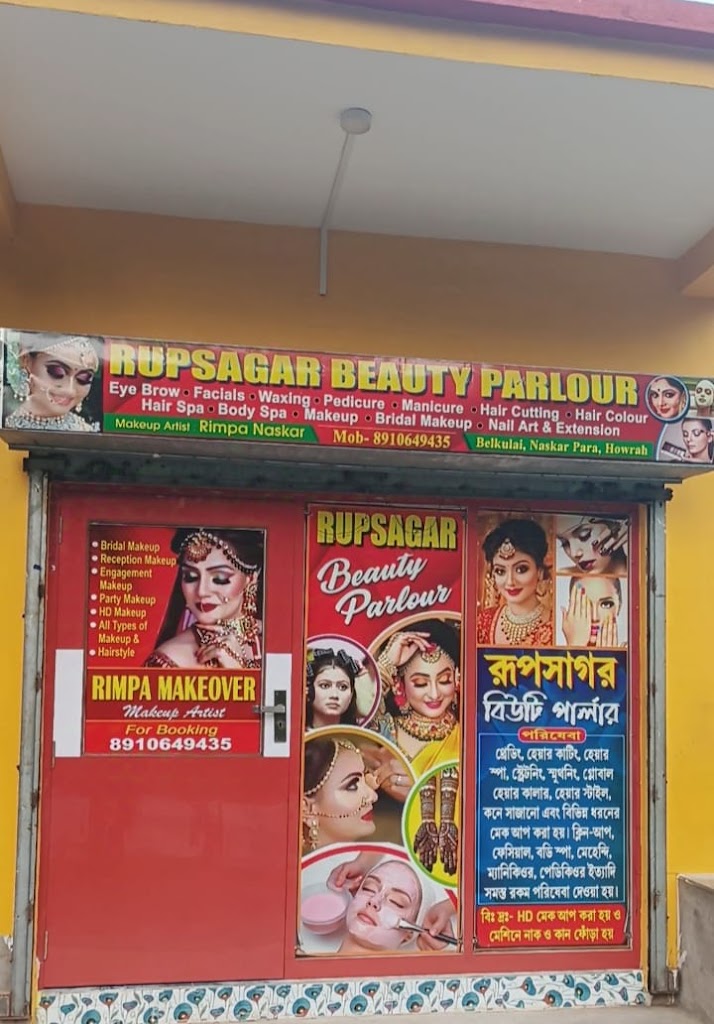 RUPSAGAR BEAUTY PARLOUR
Eye Brow • Facials • Waxing • Pedicure • Manicure • Hair Cutting • Hair Colour
Hair Spa • Body Spa • Makeup • Bridal Makeup • Nail Art & Extension
Makeup Artist Rimpa Naskar
Mob- 8910649435
Belkulai, Naskar Para, Howrah
• Bridal Makeup
• Reception Makeup
• Engagement
Makeup
• Party Makeup
• HD Makeup
• All Types of
Makeup &
• Hairstyle
RIMPA MAKEOVER
Makeup Artist
For Booking
8910649435
RUPSAGAR
Beauty
Parlour
রূপসাগর
বিউটি পার্লার
পরিষেবা
থ্রেডিং, হেয়ার কাটিং, হেয়ার
স্পা, স্ট্রেটনিং, স্মুথনিং, গ্লোবাল
হেয়ার কালার, হেয়ার স্টাইল,
কনে সাজানো এবং বিভিন্ন ধরনের
মেক আপ করা হয়। ক্লিন-আপ,
ফেসিয়াল, বডি স্পা, মেহেন্দি,
ম্যানিকিওর, পেডিকিওর ইত্যাদি
সমস্ত রকম পরিষেবা দেওয়া হয়।
বিঃ দ্রঃ- HD মেক আপ করা হয় ও
মেশিনে নাক ও কান ফোঁড়া হয়